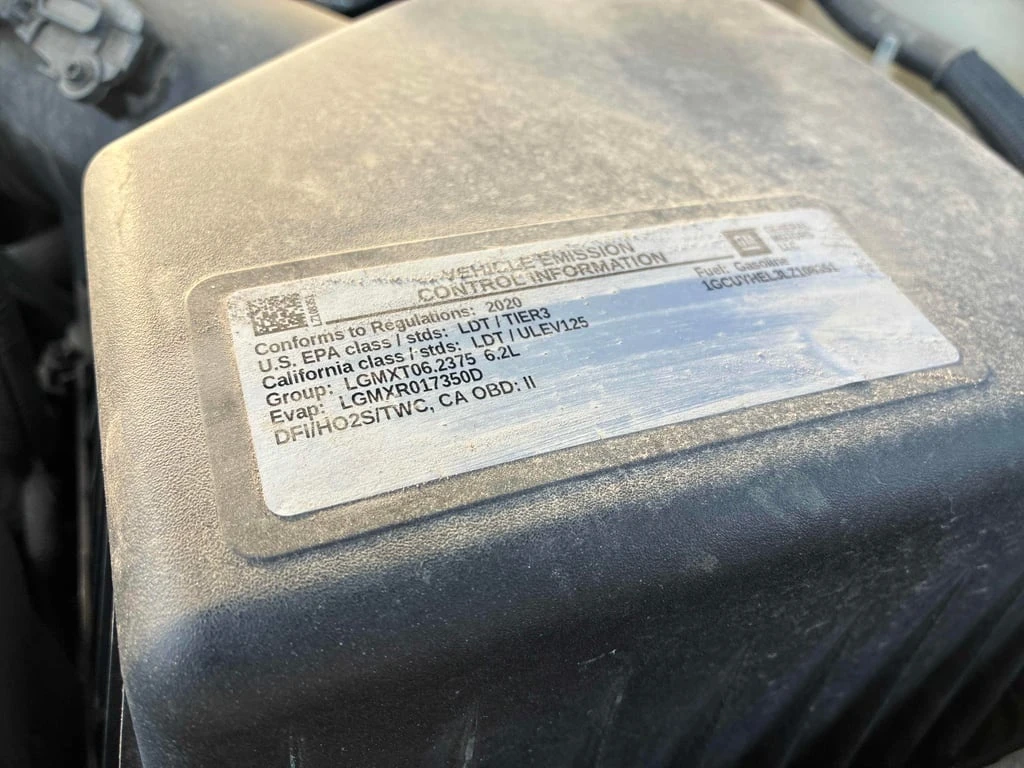 VEHICLE EMISSION
CONTROL INFORMATION
GM
Fuel: Gasoline
Conforms to Regulations: 2020
U.S. EPA class / stds: LDT / TIER3
California class / stds: LDT / ULEV125
Group: LGMXT06.2375 6.2L
Evap: LGMXR017350D
DFI/HO2S/TWC, CA OBD: II